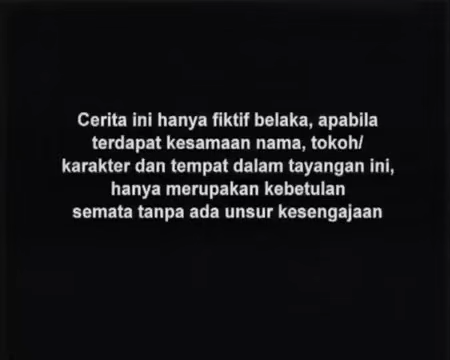 Cerita ini hanya fiktif belaka, apabila
terdapat kesamaan nama, tokoh/
karakter dan tempat dalam tayangan ini,
hanya merupakan kebetulan
semata tanpa ada unsur kesengajaan